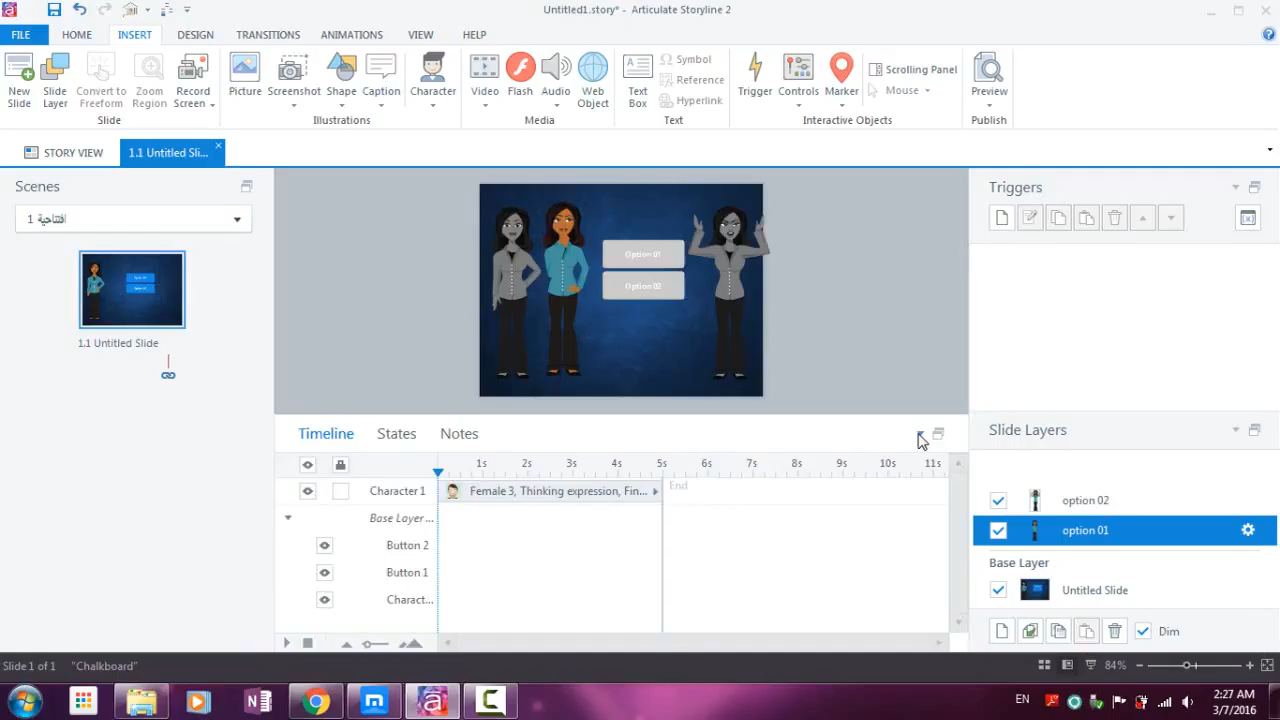 Untitled1.story* - Articulate Storyline 2
FILE
HOME
INSERT
DESIGN
TRANSITIONS
ANIMATIONS
VIEW
HELP
New Slide
Slide Layer
Convert to Freeform
Zoom Region
Record Screen
Slide
Picture
Screenshot
Shape
Caption
Character
Illustrations
Video
Flash
Audio
Web Object
Media
Text Box
Symbol
Reference
Hyperlink
Text
Trigger
Controls
Marker
Scrolling Panel
Mouse
Interactive Objects
Preview
Publish
STORY VIEW
1.1 Untitled Sli...
Scenes
1 افتتاحية
1.1 Untitled Slide
Option 01
Option 02
Timeline
States
Notes
1s 2s 3s 4s 5s 6s 7s 8s 9s 10s 11s
Character 1
Female 3, Thinking expression, Fin...
End
Base Layer ...
Button 2
Button 1
Charact...
Triggers
Slide Layers
option 02
option 01
Base Layer
Untitled Slide
Dim
Slide 1 of 1
"Chalkboard"
84%
EN
2:27 AM
3/7/2016